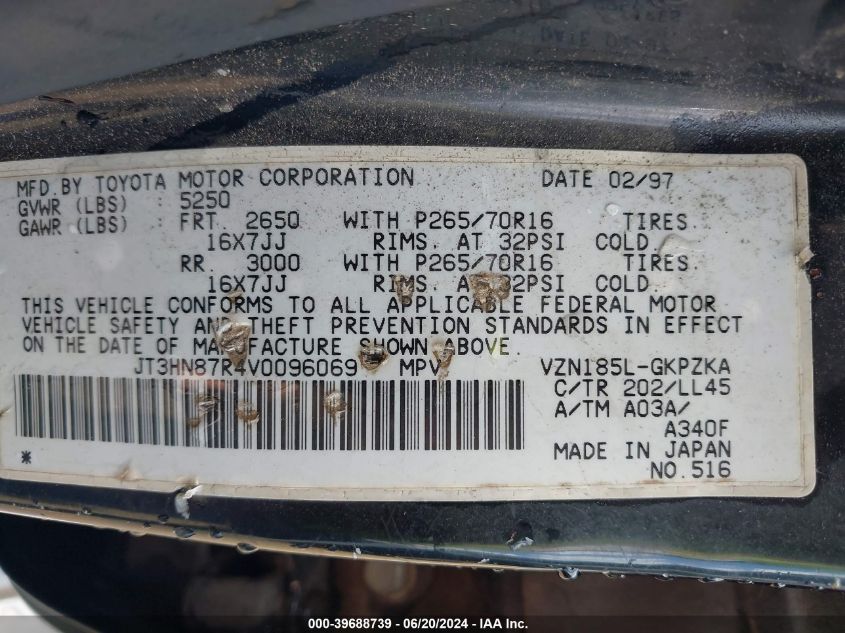 MFD. BY TOYOTA MOTOR CORPORATION DATE 02/97
GVWR (LBS) : 5250
GAWR (LBS) : FRT. 2650 WITH P265/70R16 TIRES,
16X7JJ RIMS, AT 32PSI COLD.
RR. 3000 WITH P265/70R16 TIRES,
16X7JJ RIMS, AT 32PSI COLD.
THIS VEHICLE CONFORMS TO ALL APPLICABLE FEDERAL MOTOR
VEHICLE SAFETY AND THEFT PREVENTION STANDARDS IN EFFECT
ON THE DATE OF MANUFACTURE SHOWN ABOVE.
JT3HN87R4V0096069 MPV VZN185L-GKPZKA
C/TR 202/LL45
A/TM A03A/
A340F
MADE IN JAPAN
* NO.516
000-39688739 - 06/20/2024 - IAA Inc.